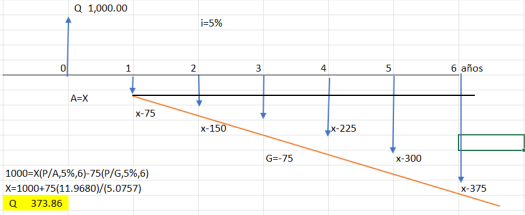 Q 1,000.00
i=5%
0 1 2 3 4 5 6 años
A=X
x-75
x-150
x-225
G=-75
x-300
x-375
1000=X(P/A,5%,6)-75(P/G,5%,6)
X=1000+75(11.9680)/(5.0757)
Q 373.86